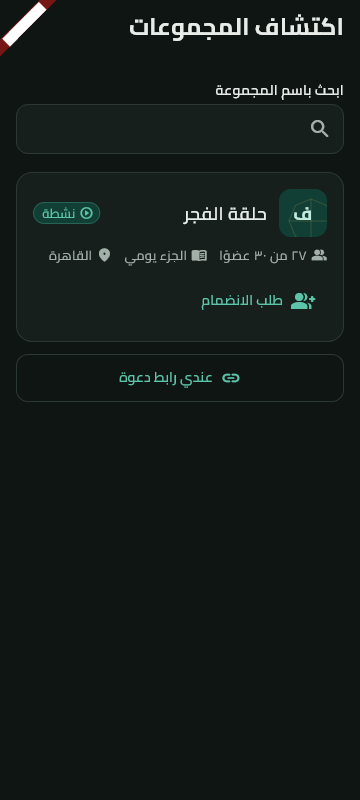 اكتشاف المجموعات
ابحث باسم المجموعة
ف
حلقة الفجر
نشطة
٢٧ من ٣٠ عضوًا
الجزء يومي
القاهرة
طلب الانضمام
عندي رابط دعوة